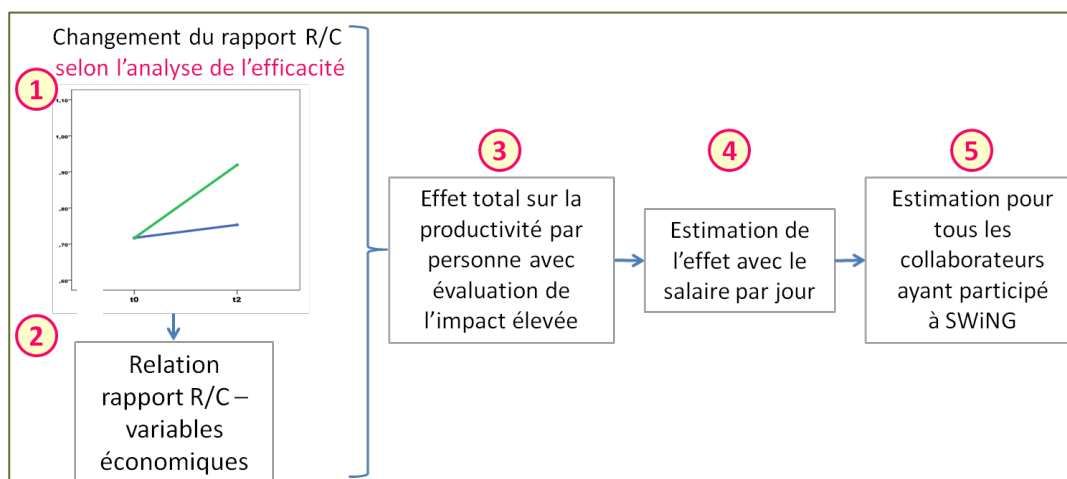 Changement du rapport R/C
selon l'analyse de l'efficacité
1
1,10
1,00
,90
,80
,70
,60
t0
t2
2
Relation
rapport R/C –
variables
économiques
3
Effet total sur la
productivité par
personne avec
évaluation de
l'impact élevée
4
Estimation de
l'effet avec le
salaire par jour
5
Estimation pour
tous les
collaborateurs
ayant participé
à SWiNG